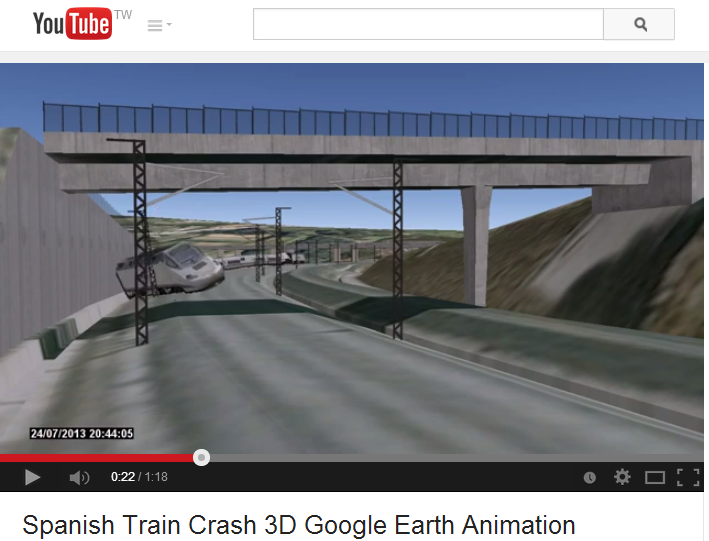 YouTube TW
24/07/2013 20:44:05
0:22 / 1:18
Spanish Train Crash 3D Google Earth Animation